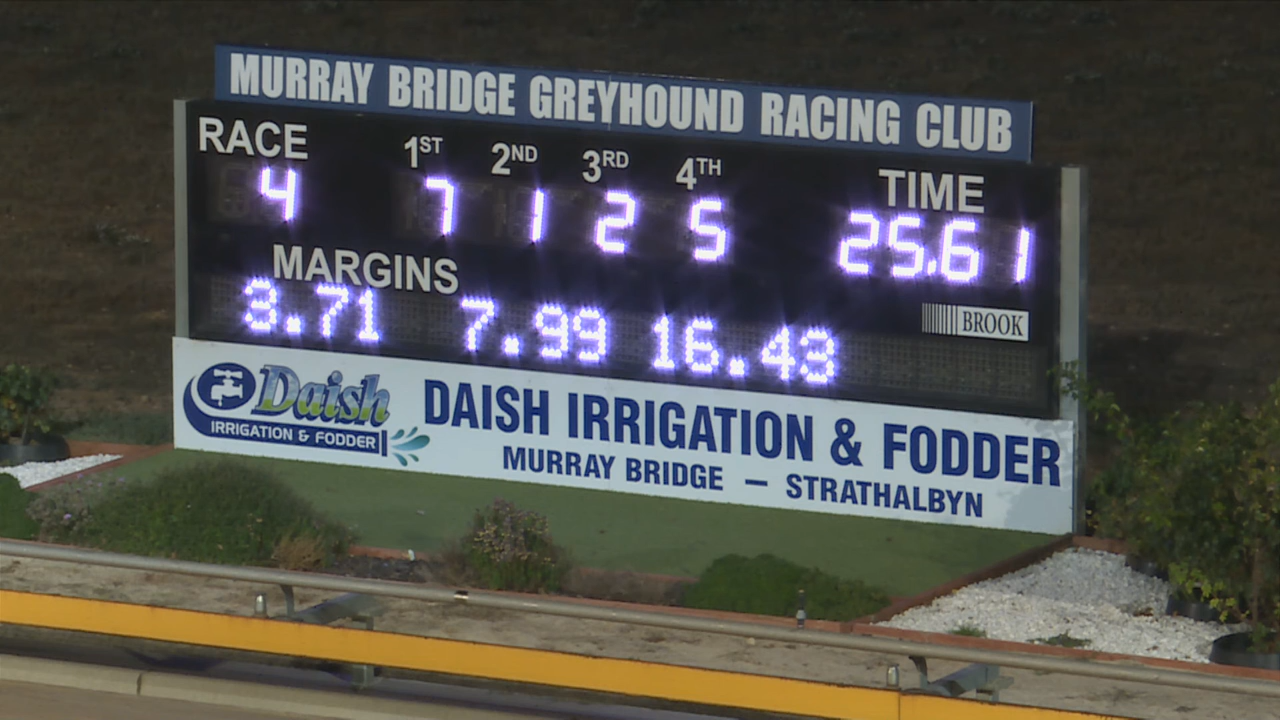 MURRAY BRIDGE GREYHOUND RACING CLUB
RACE 1ST 2ND 3RD 4TH TIME
4 7 1 2 5 25.61
MARGINS
3.71 7.99 16.43
BROOK
Daish
IRRIGATION & FODDER
DAISH IRRIGATION & FODDER
MURRAY BRIDGE — STRATHALBYN